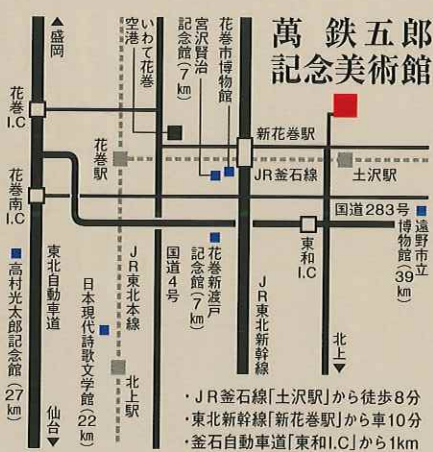 萬 鉄五郎
記念美術館
▲盛岡
いわて花巻
空港
宮沢賢治
記念館(7km)
花巻市博物館
花巻I.C
花巻駅
新花巻駅
JR釜石線
土沢駅
花巻南I.C
国道283号
東和I.C
遠野市立
博物館(39km)
高村光太郎記念館(27km)
東北自動車道
仙台▼
日本現代詩歌文学館(22km)
JR東北本線
北上駅
国道4号
花巻新渡戸
記念館(7km)
JR東北新幹線
北上▼
・JR釜石線「土沢駅」から徒歩8分
・東北新幹線「新花巻駅」から車10分
・釜石自動車道「東和I.C」から1km